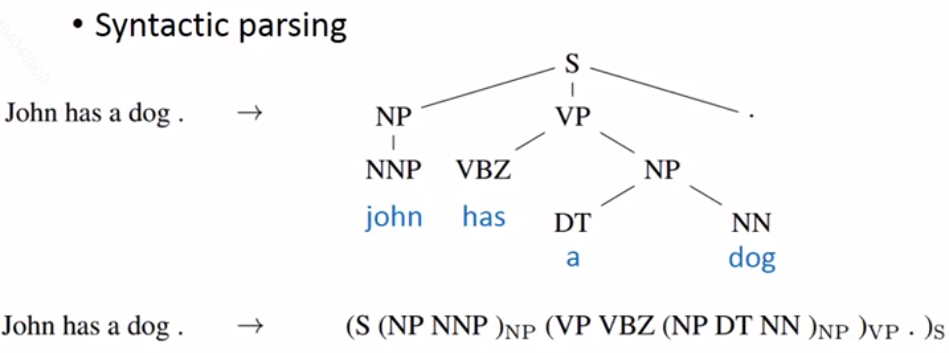 • Syntactic parsing
S
John has a dog . → NP VP .
NNP VBZ NP
john has DT NN
a dog
John has a dog . → (S (NP NNP )NP (VP VBZ (NP DT NN )NP )VP . )S